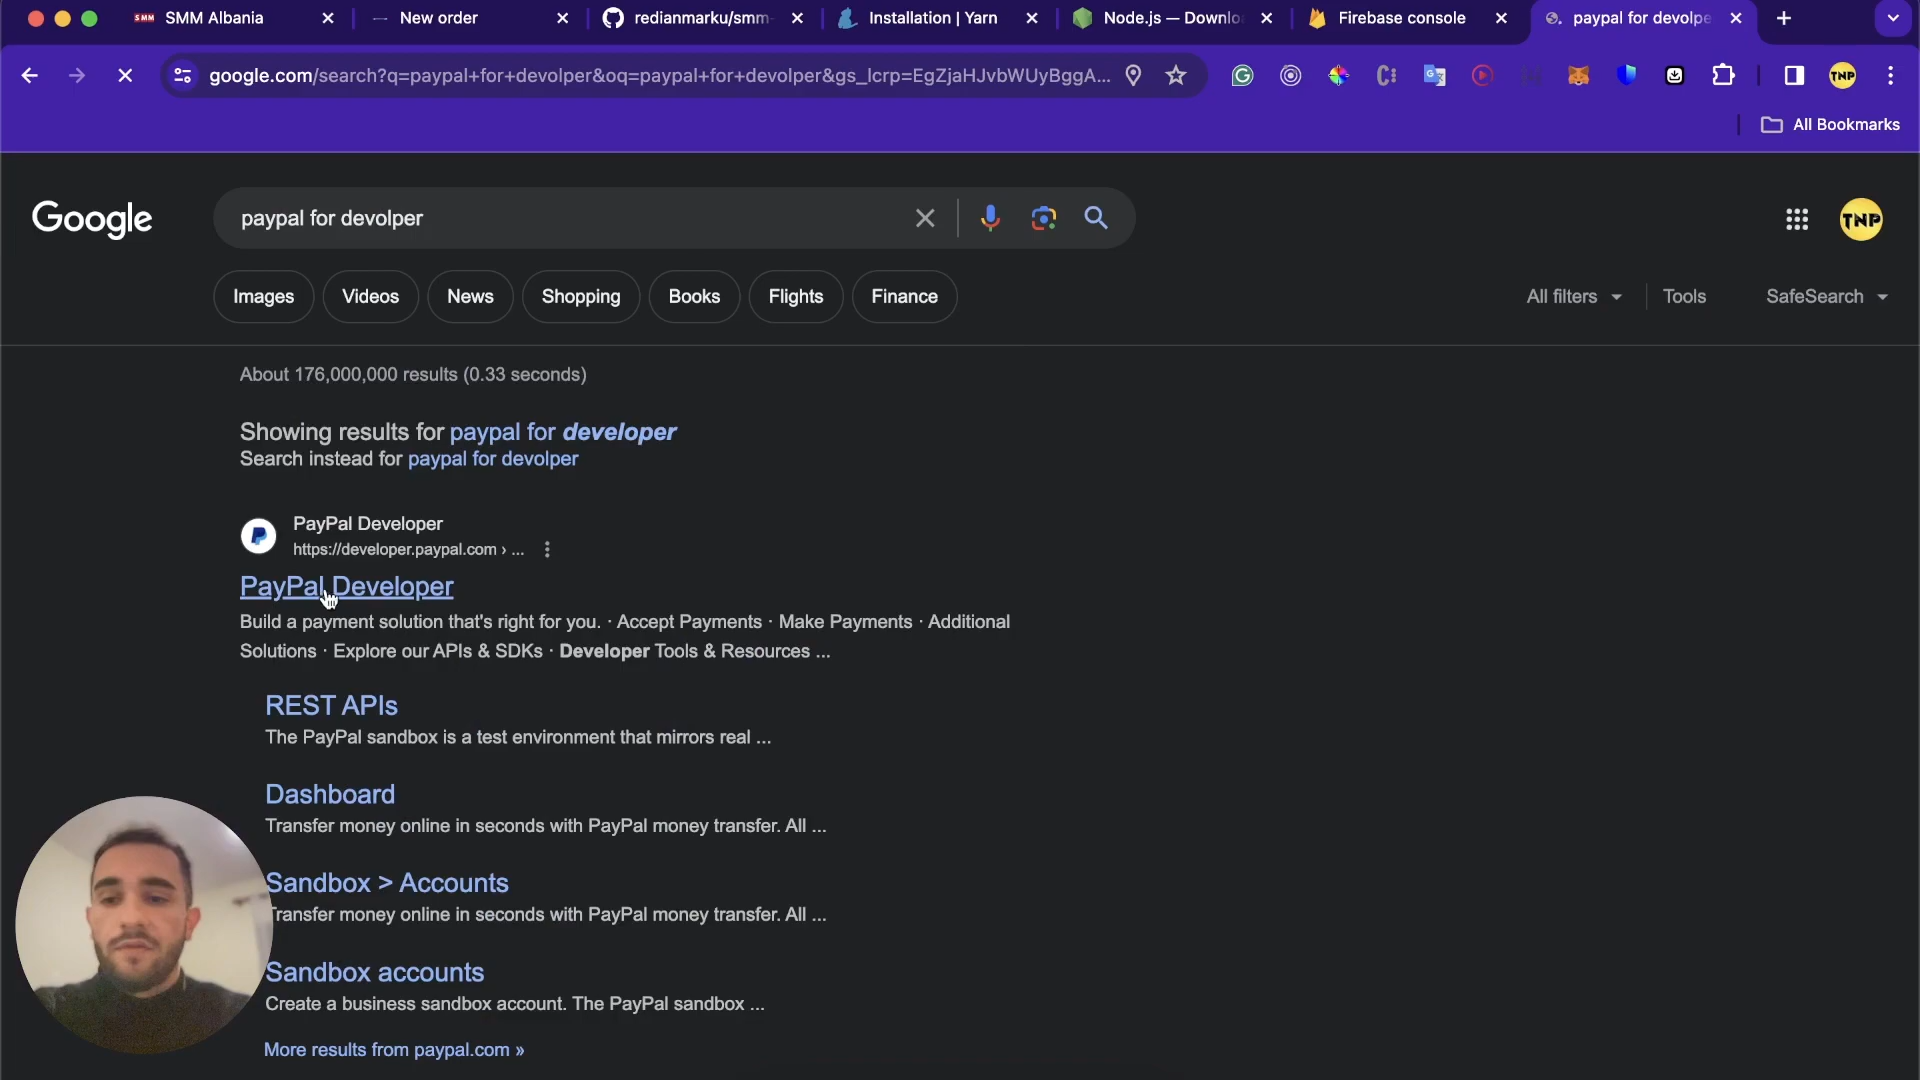 SMM SMM Albania
New order
redianmarku/smm-
Installation | Yarn
Node.js — Downlo
Firebase console
paypal for devolpe
google.com/search?q=paypal+for+devolper&oq=paypal+for+devolper&gs_lcrp=EgZjaHJvbWUyBggA...
TNP
All Bookmarks
Google
paypal for devolper
TNP
Images
Videos
News
Shopping
Books
Flights
Finance
All filters
Tools
SafeSearch
About 176,000,000 results (0.33 seconds)
Showing results for paypal for developer
Search instead for paypal for devolper
PayPal Developer
https://developer.paypal.com › ...
PayPal Developer
Build a payment solution that's right for you. · Accept Payments · Make Payments · Additional
Solutions · Explore our APIs & SDKs · Developer Tools & Resources ...
REST APIs
The PayPal sandbox is a test environment that mirrors real ...
Dashboard
Transfer money online in seconds with PayPal money transfer. All ...
Sandbox > Accounts
Transfer money online in seconds with PayPal money transfer. All ...
Sandbox accounts
Create a business sandbox account. The PayPal sandbox ...
More results from paypal.com »